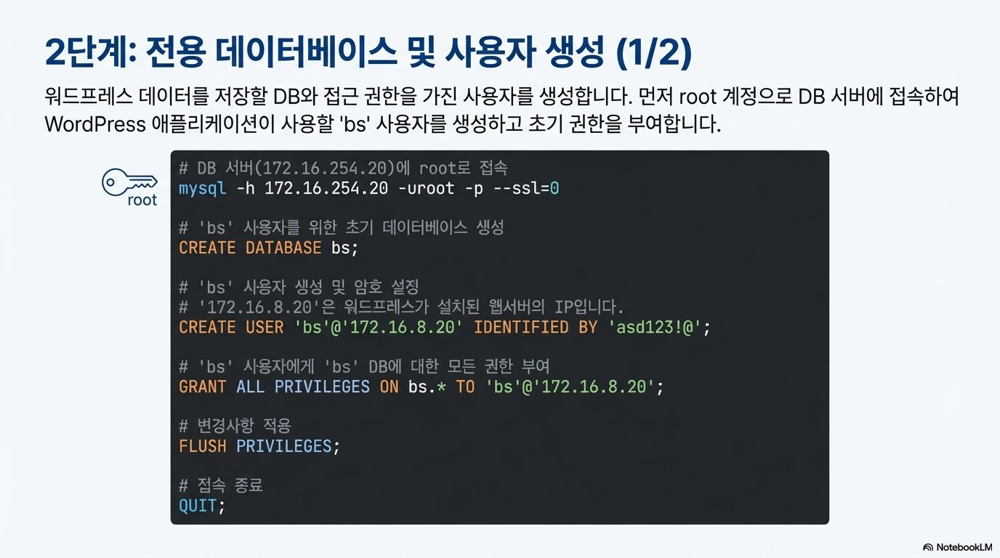 2단계: 전용 데이터베이스 및 사용자 생성 (1/2)
워드프레스 데이터를 저장할 DB와 접근 권한을 가진 사용자를 생성합니다. 먼저 root 계정으로 DB 서버에 접속하여
WordPress 애플리케이션이 사용할 'bs' 사용자를 생성하고 초기 권한을 부여합니다.
root
# DB 서버(172.16.254.20)에 root로 접속
mysql -h 172.16.254.20 -uroot -p --ssl=0
# 'bs' 사용자를 위한 초기 데이터베이스 생성
CREATE DATABASE bs;
# 'bs' 사용자 생성 및 암호 설정
# '172.16.8.20'은 워드프레스가 설치된 웹서버의 IP입니다.
CREATE USER 'bs'@'172.16.8.20' IDENTIFIED BY 'asd123!@';
# 'bs' 사용자에게 'bs' DB에 대한 모든 권한 부여
GRANT ALL PRIVILEGES ON bs.* TO 'bs'@'172.16.8.20';
# 변경사항 적용
FLUSH PRIVILEGES;
# 접속 종료
QUIT;
NotebookLM